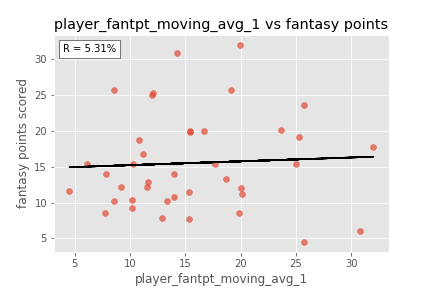 player_fantpt_moving_avg_1 vs fantasy points
R = 5.31%
fantasy points scored
30
25
20
15
10
5
5 10 15 20 25 30
player_fantpt_moving_avg_1